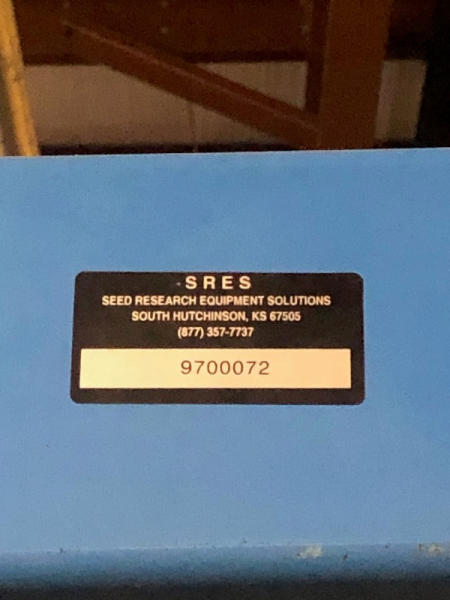 SRES
SEED RESEARCH EQUIPMENT SOLUTIONS
SOUTH HUTCHINSON, KS 67505
(877) 357-7737
9700072